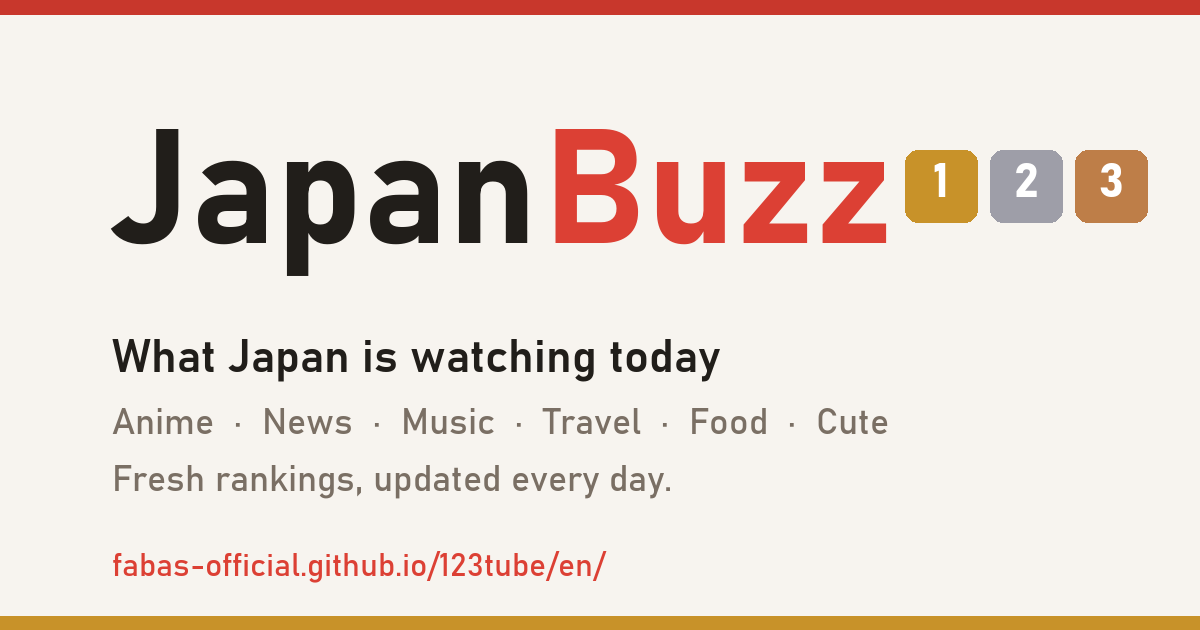 JapanBuzz 1 2 3
What Japan is watching today
Anime · News · Music · Travel · Food · Cute
Fresh rankings, updated every day.
fabas-official.github.io/123tube/en/